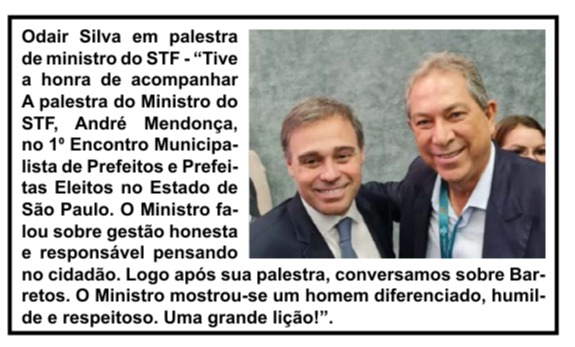 Odair Silva em palestra
de ministro do STF - “Tive
a honra de acompanhar
A palestra do Ministro do
STF, André Mendonça,
no 1º Encontro Municipa-
lista de Prefeitos e Prefei-
tas Eleitos no Estado de
São Paulo. O Ministro fa-
lou sobre gestão honesta
e responsável pensando
no cidadão. Logo após sua palestra, conversamos sobre Bar-
retos. O Ministro mostrou-se um homem diferenciado, humil-
de e respeitoso. Uma grande lição!”.